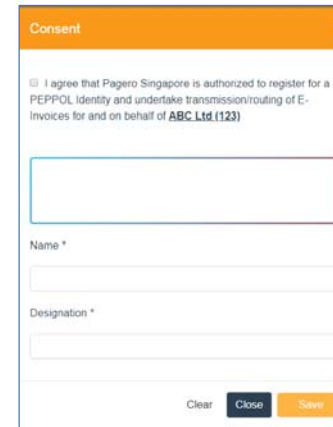 Consent
I agree that Pagero Singapore is authorized to register for a
PEPPOL Identity and undertake transmission/routing of E-
Invoices for and on behalf of ABC Ltd (123)
Name *
Designation *
Clear Close Save